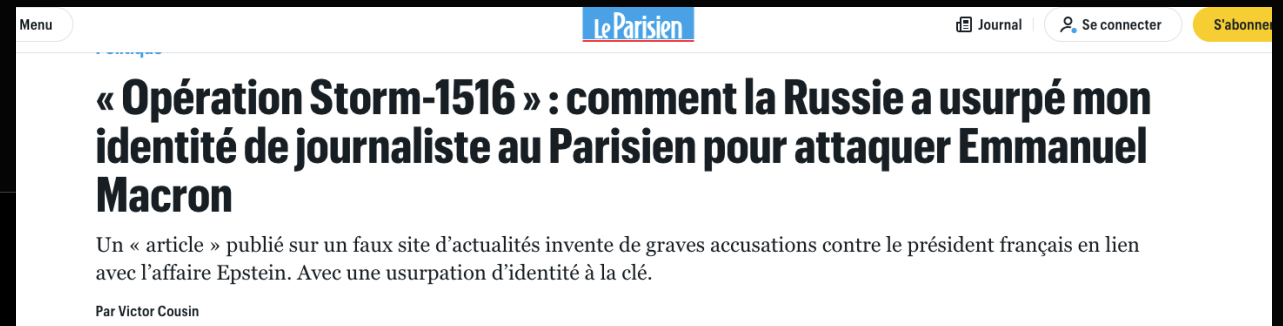 Menu
Le Parisien
Journal
Se connecter
S'abonner
Politique
« Opération Storm-1516 » : comment la Russie a usurpé mon
identité de journaliste au Parisien pour attaquer Emmanuel
Macron
Un « article » publié sur un faux site d’actualités invente de graves accusations contre le président français en lien
avec l’affaire Epstein. Avec une usurpation d’identité à la clé.
Par Victor Cousin